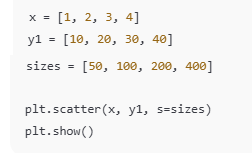 x = [1, 2, 3, 4]
y1 = [10, 20, 30, 40]
sizes = [50, 100, 200, 400]
plt.scatter(x, y1, s=sizes)
plt.show()